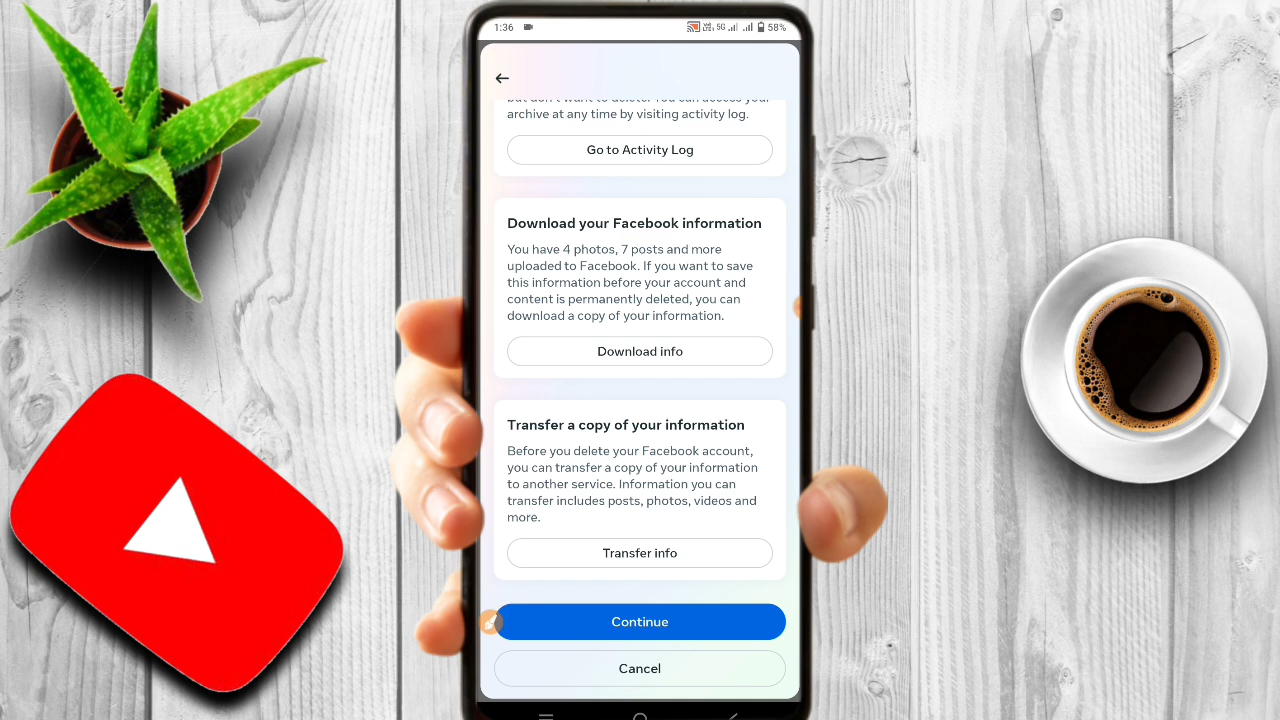 1:36
5G
58%
archive at any time by visiting activity log.
Go to Activity Log
Download your Facebook information
You have 4 photos, 7 posts and more
uploaded to Facebook. If you want to save
this information before your account and
content is permanently deleted, you can
download a copy of your information.
Download info
Transfer a copy of your information
Before you delete your Facebook account,
you can transfer a copy of your information
to another service. Information you can
transfer includes posts, photos, videos and
more.
Transfer info
Continue
Cancel